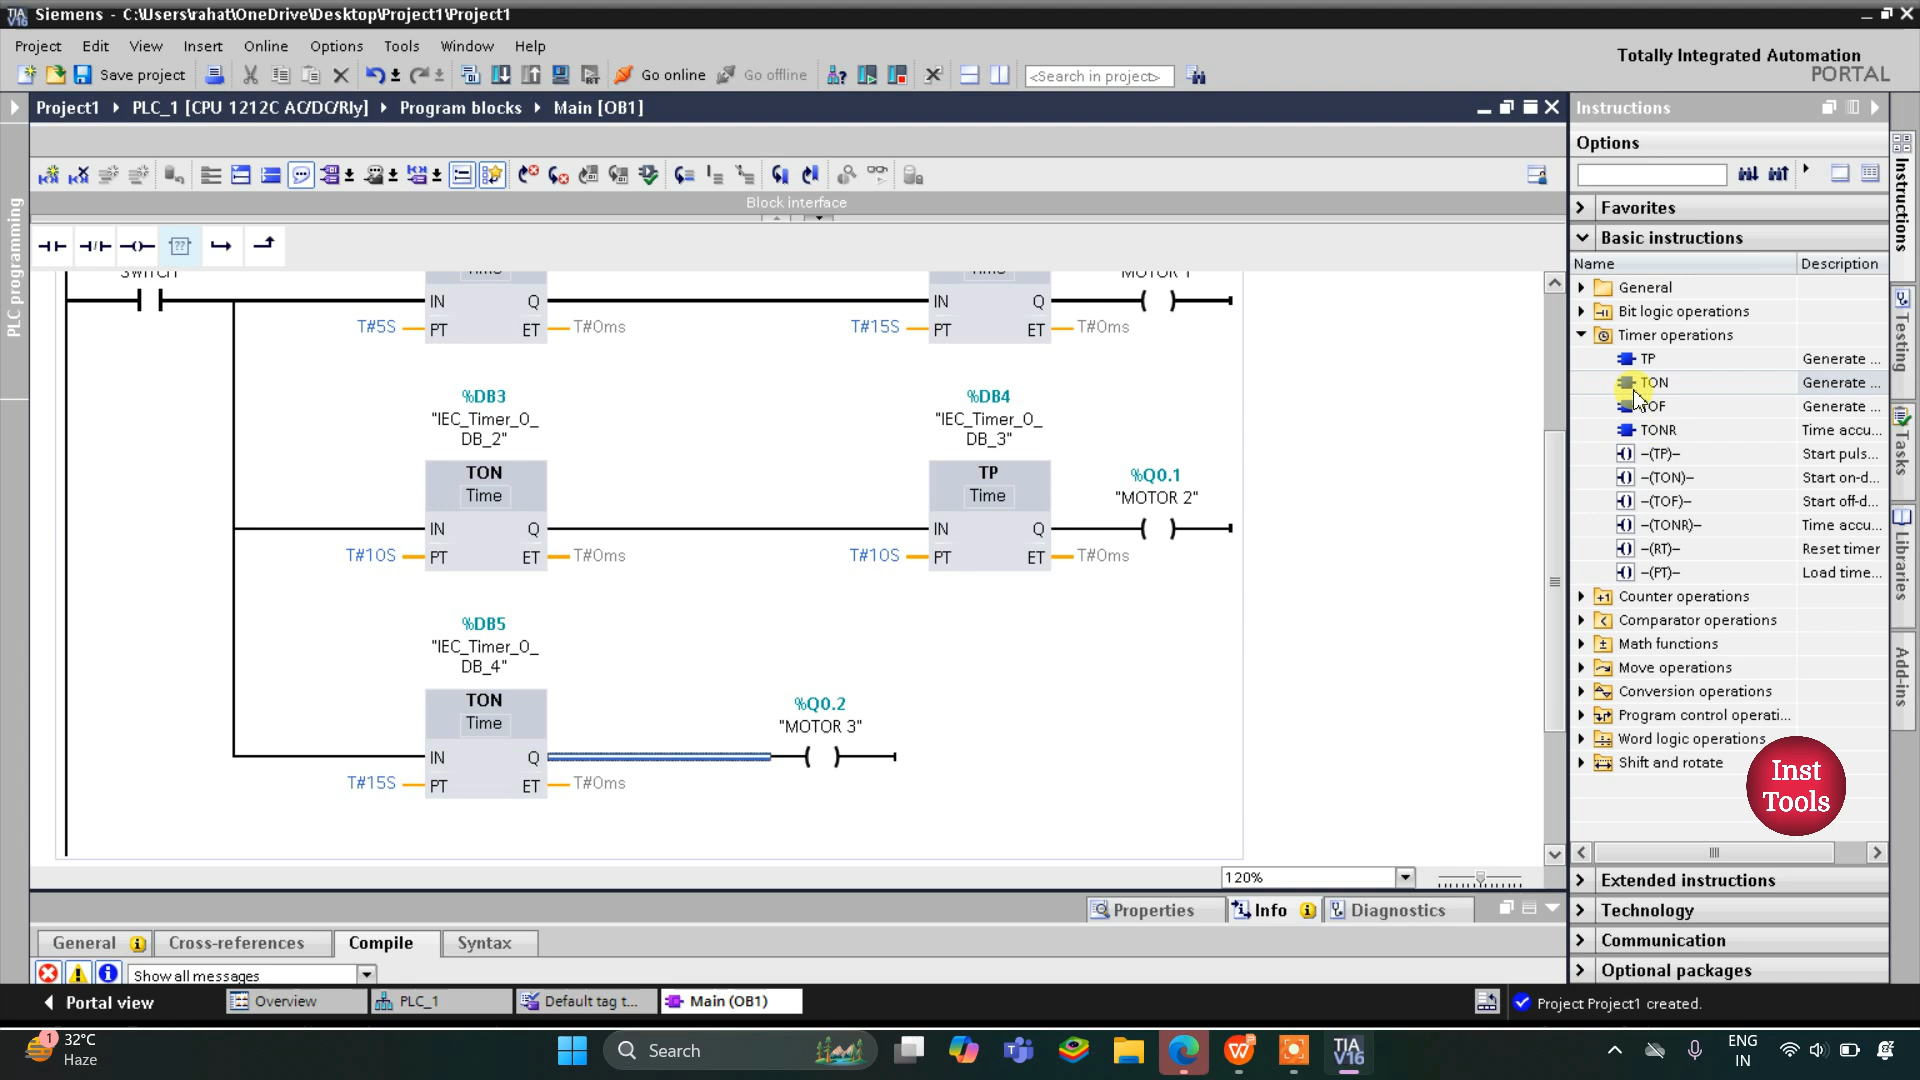 Siemens - C:\Users\rahat\OneDrive\Desktop\Project1\Project1
Project Edit View Insert Online Options Tools Window Help
Totally Integrated Automation
PORTAL
Save project
Go online
Go offline
<Search in project>
Project1 PLC_1 [CPU 1212C AC/DC/Rly] Program blocks Main [OB1]
Instructions
Options
Block interface
Favorites
Basic instructions
Name Description
General
Bit logic operations
Timer operations
TP Generate ...
TON Generate ...
TOF Generate ...
TONR Time accu...
-(TP)- Start puls...
-(TON)- Start on-d...
-(TOF)- Start off-d...
-(TONR)- Time accu...
-(RT)- Reset timer
-(PT)- Load time...
Counter operations
Comparator operations
Math functions
Move operations
Conversion operations
Program control operati...
Word logic operations
Shift and rotate
Extended instructions
Technology
Communication
Optional packages
PLC programming
Instructions
Testing
Tasks
Libraries
Add-ins
SWITCH Time Time MOTOR 1
IN Q IN Q
T#5S PT ET T#0ms T#15S PT ET T#0ms
%DB3 %DB4
"IEC_Timer_0_ "IEC_Timer_0_
DB_2" DB_3"
TON TP %Q0.1
Time Time "MOTOR 2"
IN Q IN Q
T#10S PT ET T#0ms T#10S PT ET T#0ms
%DB5
"IEC_Timer_0_
DB_4"
TON %Q0.2
Time "MOTOR 3"
IN Q
T#15S PT ET T#0ms
Inst
Tools
120%
Properties Info Diagnostics
General Cross-references Compile Syntax
Show all messages
Portal view Overview PLC_1 Default tag t... Main (OB1)
Project Project1 created.
1
32°C
Haze
Search
TIA
V16
ENG
IN